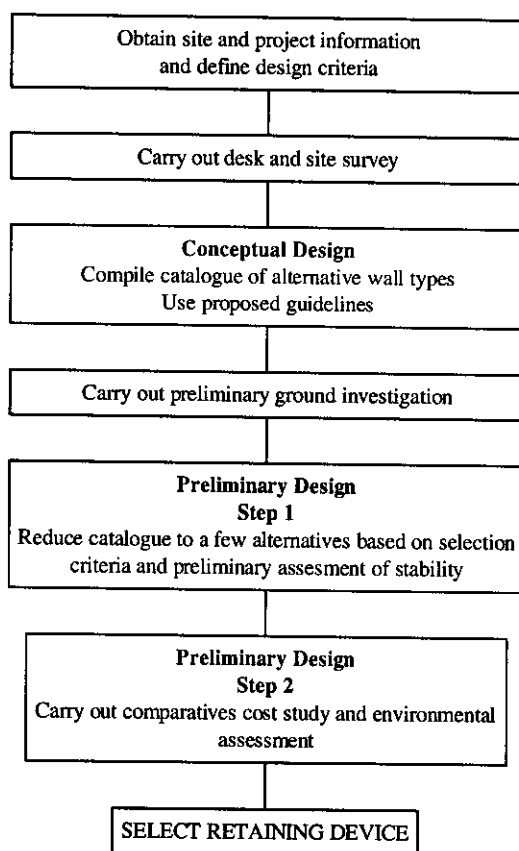 Obtain site and project information
and define design criteria
Carry out desk and site survey
Conceptual Design
Compile catalogue of alternative wall types
Use proposed guidelines
Carry out preliminary ground investigation
Preliminary Design
Step 1
Reduce catalogue to a few alternatives based on selection
criteria and preliminary assesment of stability
Preliminary Design
Step 2
Carry out comparatives cost study and environmental
assessment
SELECT RETAINING DEVICE